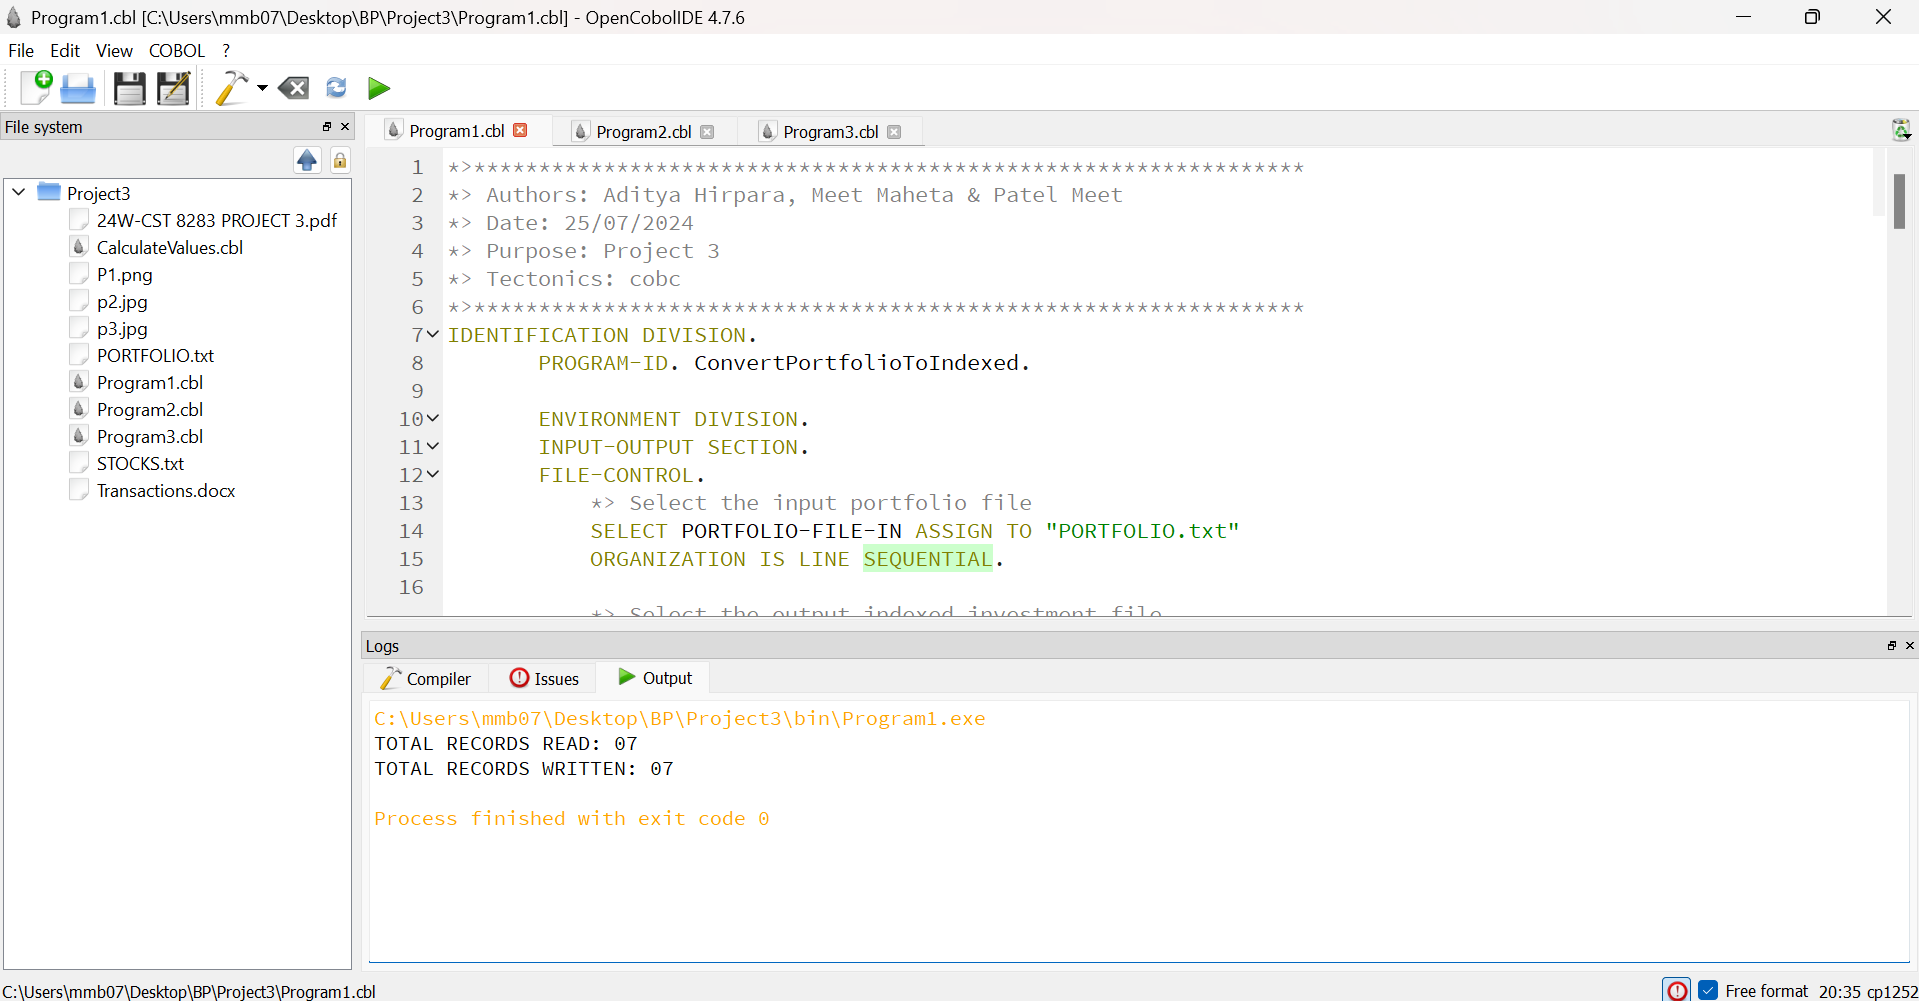 Program1.cbl [C:\Users\mmb07\Desktop\BP\Project3\Program1.cbl] - OpenCobolIDE 4.7.6
File Edit View COBOL ?
File system
Project3
24W-CST 8283 PROJECT 3.pdf
CalculateValues.cbl
P1.png
p2.jpg
p3.jpg
PORTFOLIO.txt
Program1.cbl
Program2.cbl
Program3.cbl
STOCKS.txt
Transactions.docx
Program1.cbl Program2.cbl Program3.cbl
1 *>****************************************************************
2 *> Authors: Aditya Hirpara, Meet Maheta & Patel Meet
3 *> Date: 25/07/2024
4 *> Purpose: Project 3
5 *> Tectonics: cobc
6 *>****************************************************************
7 IDENTIFICATION DIVISION.
8 PROGRAM-ID. ConvertPortfolioToIndexed.
9
10 ENVIRONMENT DIVISION.
11 INPUT-OUTPUT SECTION.
12 FILE-CONTROL.
13 *> Select the input portfolio file
14 SELECT PORTFOLIO-FILE-IN ASSIGN TO "PORTFOLIO.txt"
15 ORGANIZATION IS LINE SEQUENTIAL.
16
*> Select the output indexed investment file
Logs
Compiler Issues Output
C:\Users\mmb07\Desktop\BP\Project3\bin\Program1.exe
TOTAL RECORDS READ: 07
TOTAL RECORDS WRITTEN: 07
Process finished with exit code 0
C:\Users\mmb07\Desktop\BP\Project3\Program1.cbl
Free format 20:35 cp1252